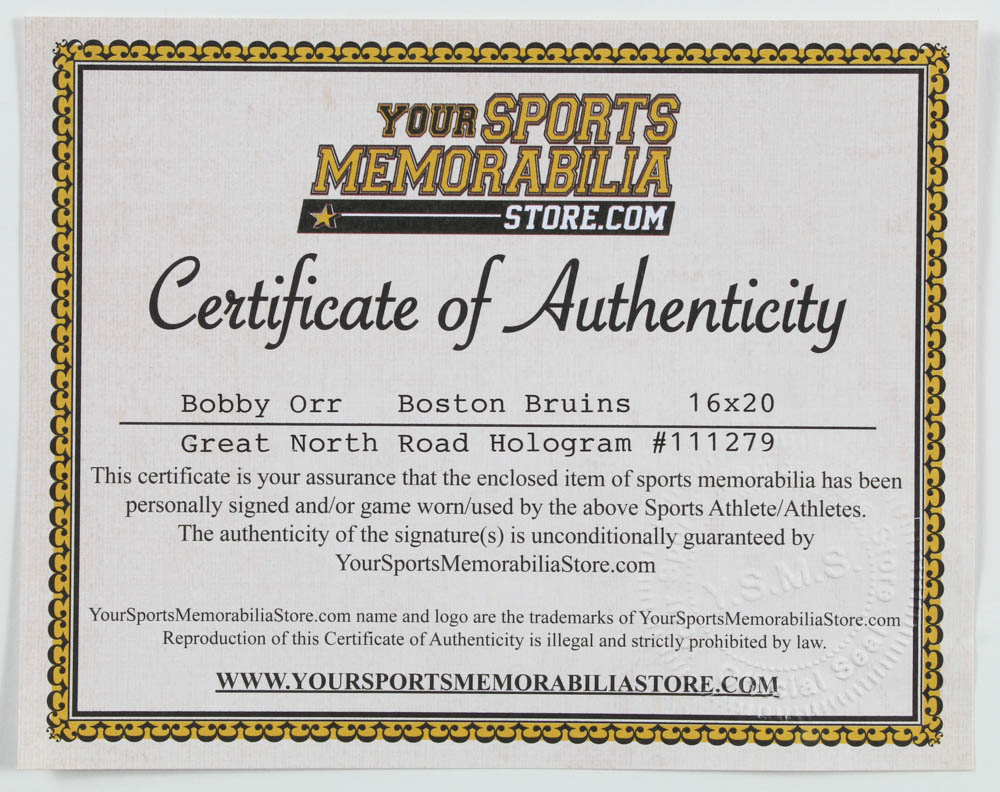 YOUR SPORTS
MEMORABILIA
STORE.COM
Certificate of Authenticity
Bobby Orr Boston Bruins 16x20
Great North Road Hologram #111279
This certificate is your assurance that the enclosed item of sports memorabilia has been
personally signed and/or game worn/used by the above Sports Athlete/Athletes.
The authenticity of the signature(s) is unconditionally guaranteed by
YourSportsMemorabiliaStore.com
YourSportsMemorabiliaStore.com name and logo are the trademarks of YourSportsMemorabiliaStore.com
Reproduction of this Certificate of Authenticity is illegal and strictly prohibited by law.
WWW.YOURSPORTSMEMORABILIASTORE.COM
Y.S.M.S.
Store
Official Seal